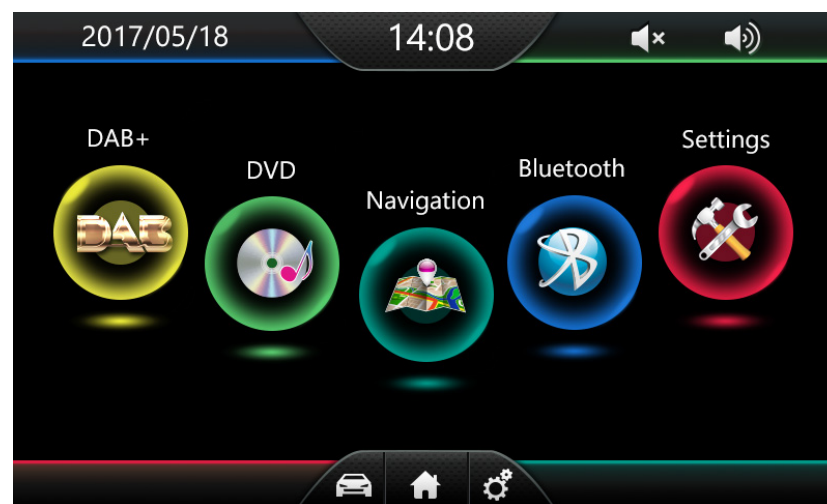 2017/05/18
14:08
DAB+
DVD
Navigation
Bluetooth
Settings
DAB